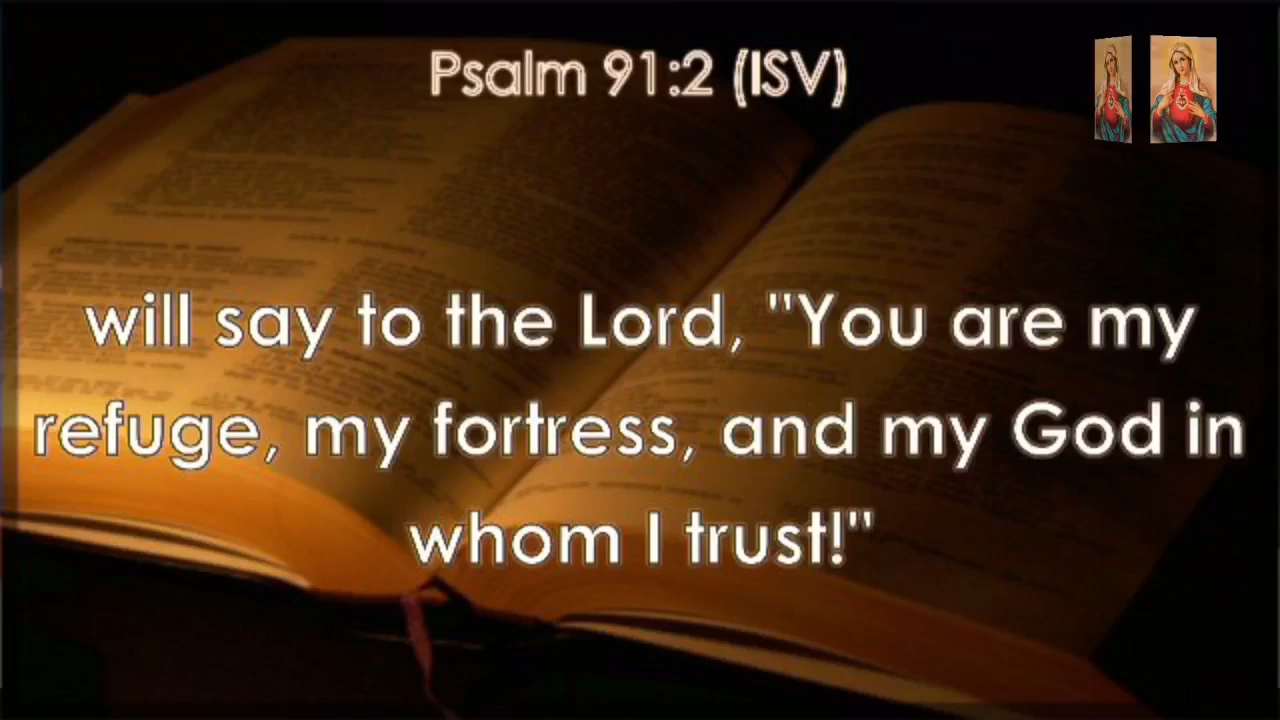 Psalm 91:2 (ISV)
will say to the Lord, "You are my
refuge, my fortress, and my God in
whom I trust!"